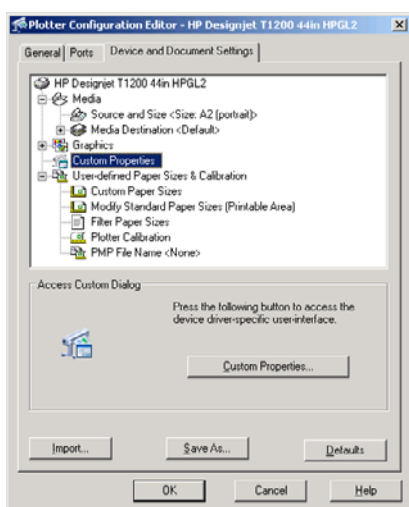 Plotter Configuration Editor - HP Designjet T1200 44in HPGL2
General Ports Device and Document Settings
HP Designjet T1200 44in HPGL2
Media
Source and Size <Size: A2 (portrait)>
Media Destination <Default>
Graphics
Custom Properties
User-defined Paper Sizes & Calibration
Custom Paper Sizes
Modify Standard Paper Sizes (Printable Area)
Filter Paper Sizes
Plotter Calibration
PMP File Name <None>
Access Custom Dialog
Press the following button to access the
device driver-specific user-interface.
Custom Properties...
Import... Save As... Defaults
OK Cancel Help